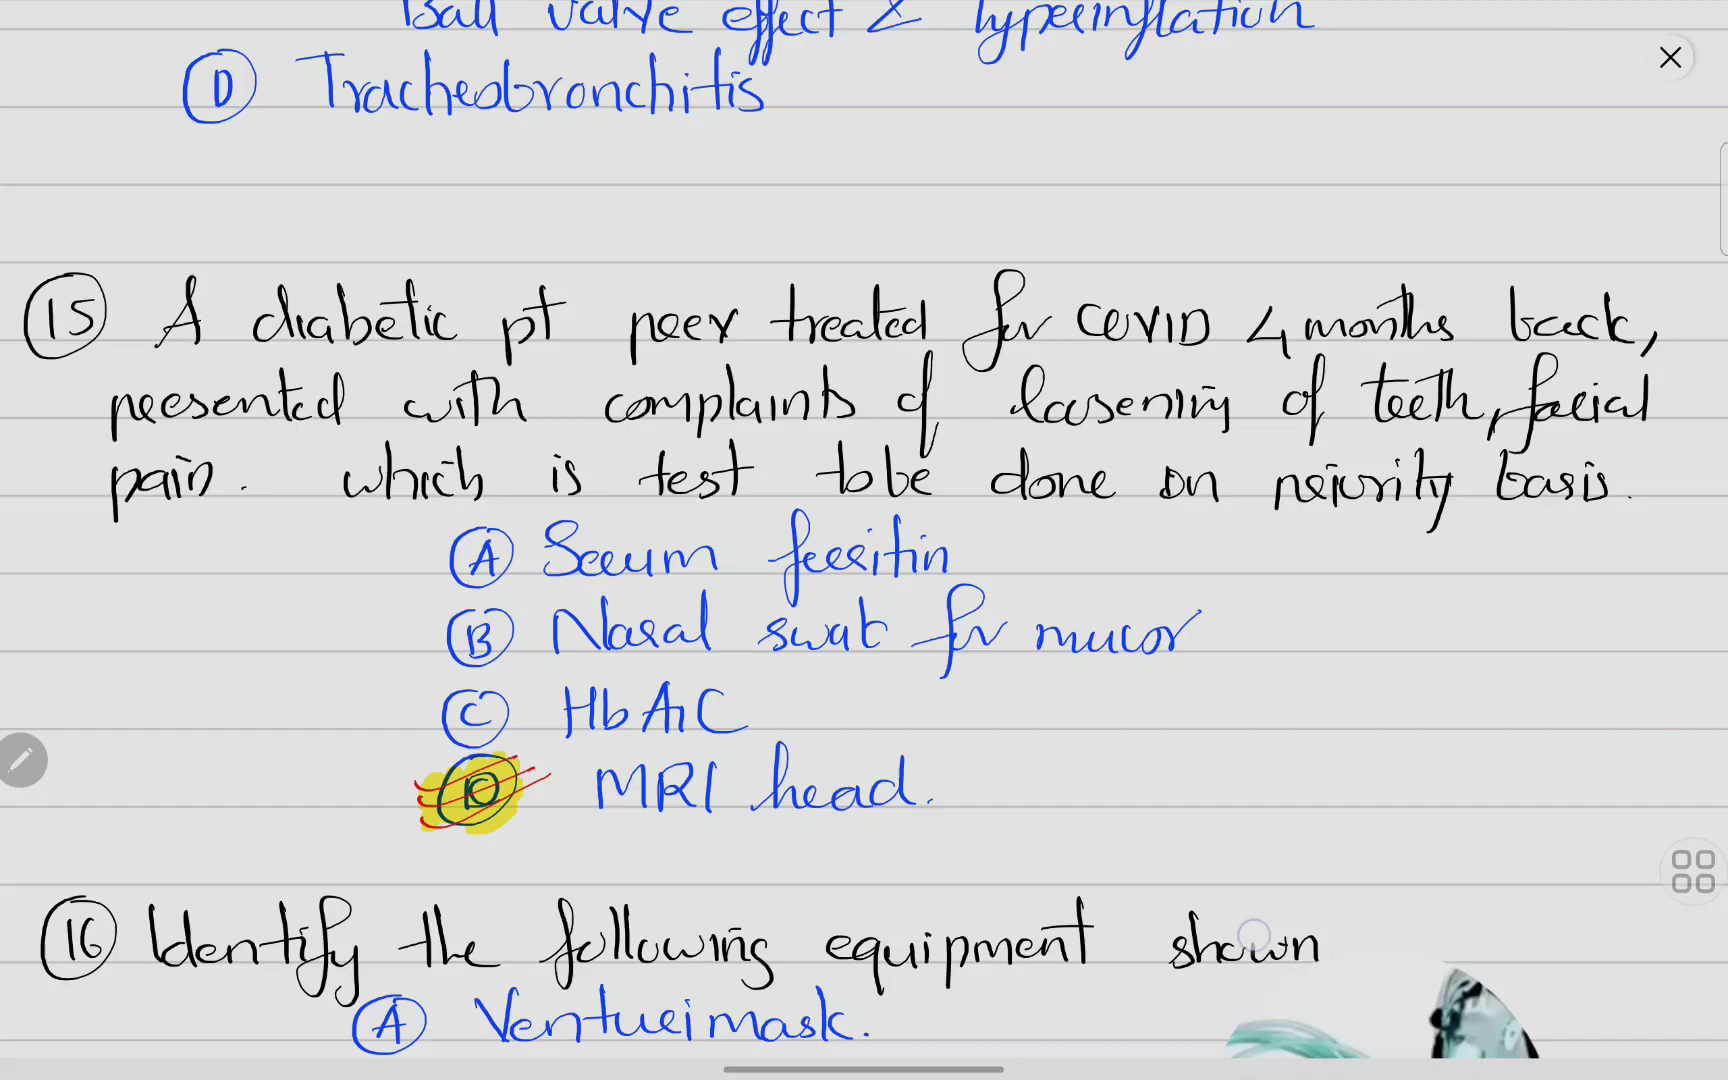 Ball valve effect & hyperinflation
D Tracheobronchitis
15 A diabetic pt peer treated for COVID 4 months back,
presented with complaints of loosening of teeth, facial
pain. which is test to be done on priority basis.
A Serum ferritin
B Nasal swab for mucor
C HbA1C
D MRI head.
16 Identify the following equipment shown
A Venturimask.